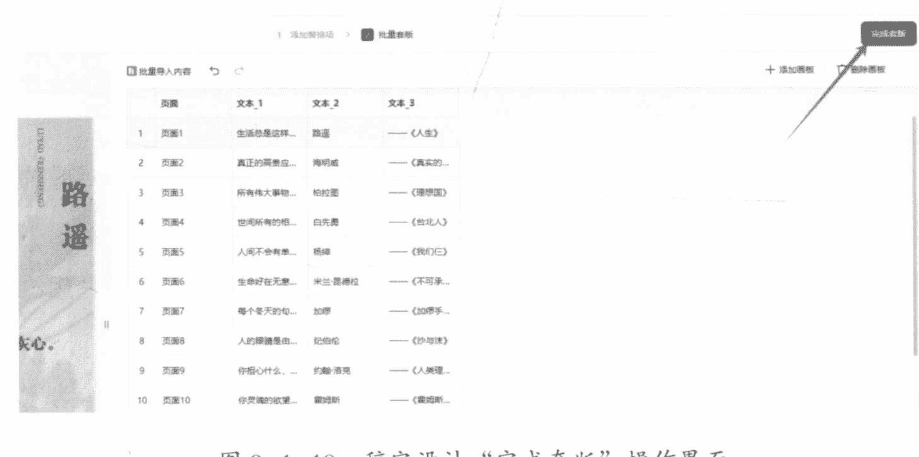 1 添加替换项 > 批量套版
完成套版
批量导入内容
添加画板 删除画板
页面 文本_1 文本_2 文本_3
1 页面1 生活总是这样... 路遥 ——《人生》
2 页面2 真正的高贵应... 海明威 ——《真实的...
3 页面3 所有伟大事物... 柏拉图 ——《理想国》
4 页面4 世间所有的相... 白先勇 ——《台北人》
5 页面5 人间不会有单... 杨绛 ——《我们仨》
6 页面6 生命好在无意... 米兰·昆德拉 ——《不可承...
7 页面7 每个冬天的句... 加缪 ——《加缪手...
8 页面8 人的眼睛是由... 纪伯伦 ——《沙与沫》
9 页面9 你担心什么，... 约翰·洛克 ——《人类理...
10 页面10 你灵魂的欲望... 霍姆斯 ——《霍姆斯...
路遥
灰心。
稿定设计“完成套版”操作界面